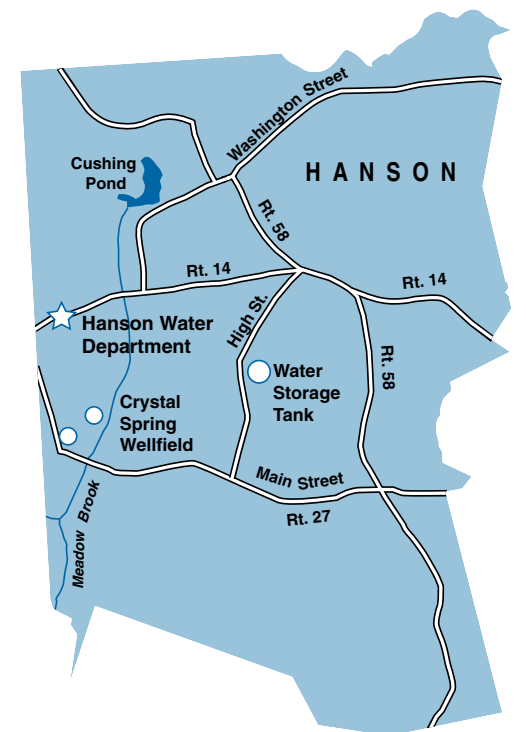 Washington Street
Cushing
Pond
HANSON
Rt. 58
Rt. 14
Rt. 14
Hanson Water
Department
High St.
Water
Storage
Tank
Rt. 58
Crystal
Spring
Wellfield
Main Street
Rt. 27
Meadow Brook